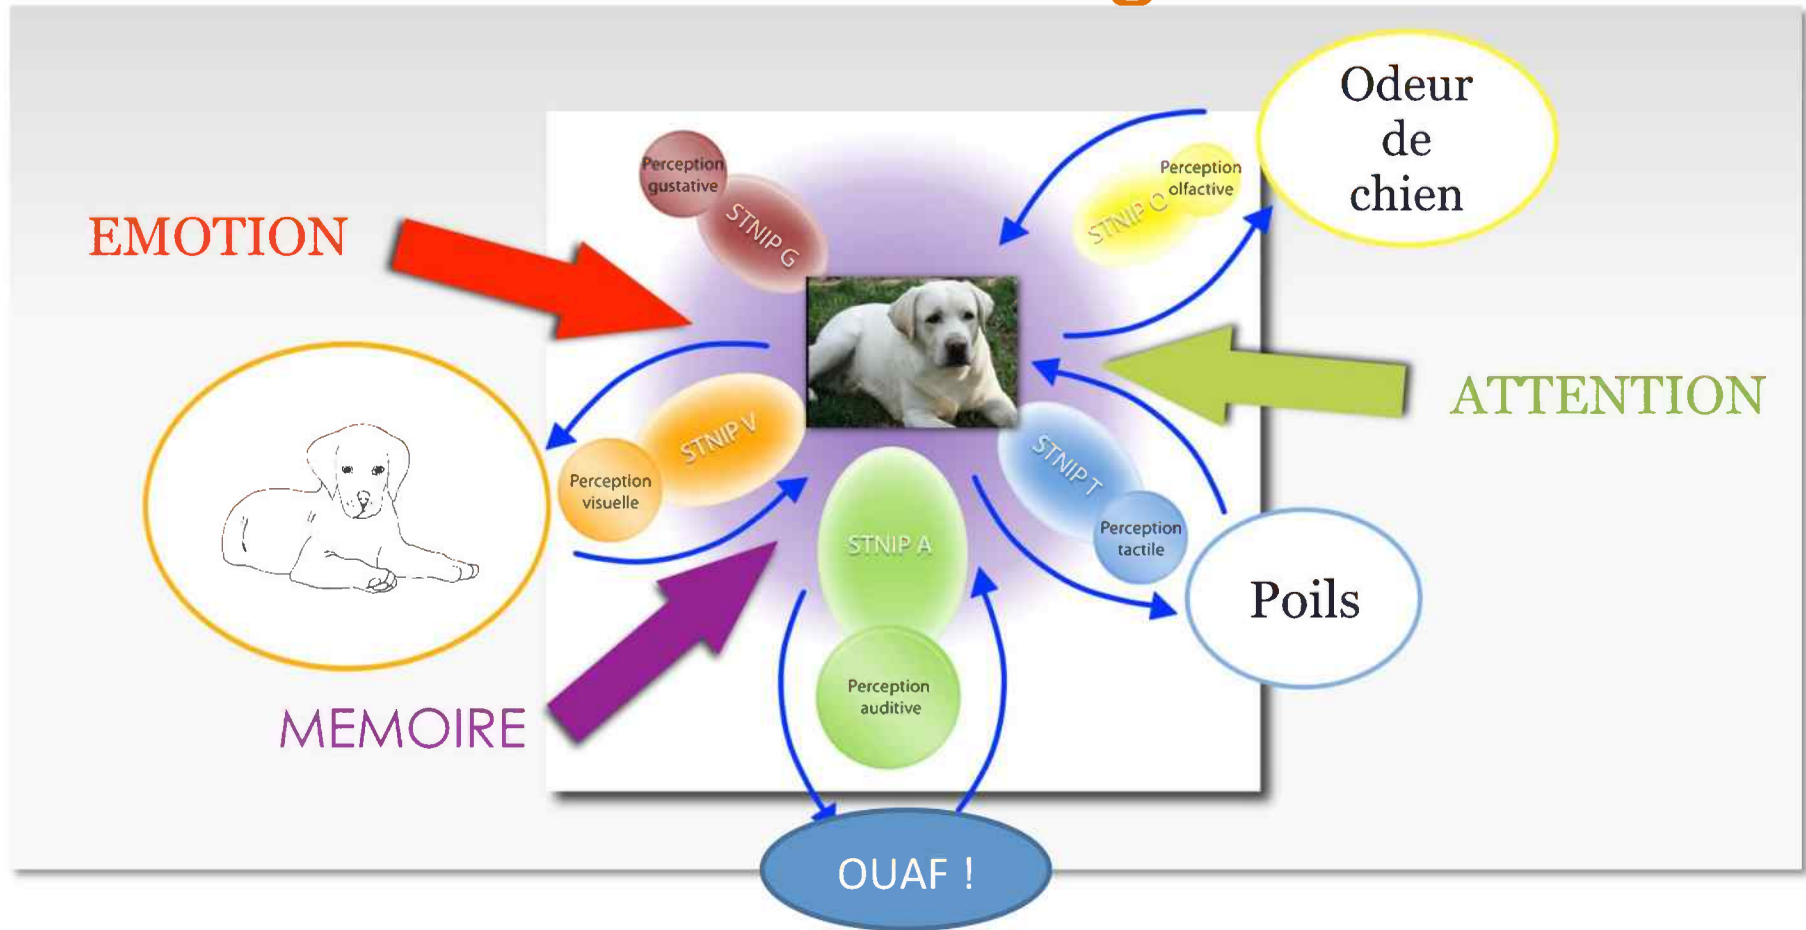 Odeur
de
chien
Perception
gustative
STNIP G
Perception
olfactive
STNIP O
EMOTION
ATTENTION
STNIP V
Perception
visuelle
STNIP T
Perception
tactile
STNIP A
Poils
Perception
auditive
MEMOIRE
OUAF !